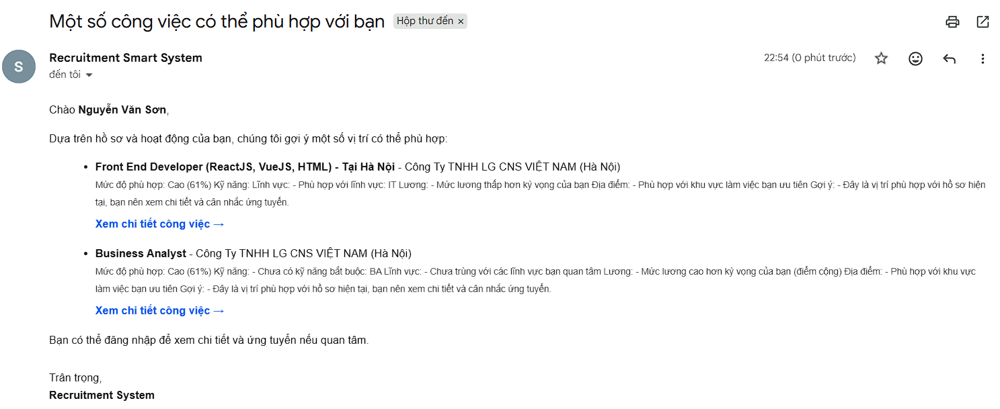 Một số công việc có thể phù hợp với bạn Hộp thư đến ×
S
Recruitment Smart System 22:54 (0 phút trước)
đến tôi
Chào Nguyễn Văn Sơn,
Dựa trên hồ sơ và hoạt động của bạn, chúng tôi gợi ý một số vị trí có thể phù hợp:
• Front End Developer (ReactJS, VueJS, HTML) - Tại Hà Nội - Công Ty TNHH LG CNS VIỆT NAM (Hà Nội)
Mức độ phù hợp: Cao (61%) Kỹ năng: Lĩnh vực: - Phù hợp với lĩnh vực: IT Lương: - Mức lương thấp hơn kỳ vọng của bạn Địa điểm: - Phù hợp với khu vực làm việc bạn ưu tiên Gợi ý: - Đây là vị trí phù hợp với hồ sơ hiện
tại, bạn nên xem chi tiết và cân nhắc ứng tuyển.
Xem chi tiết công việc →
• Business Analyst - Công Ty TNHH LG CNS VIỆT NAM (Hà Nội)
Mức độ phù hợp: Cao (61%) Kỹ năng: - Chưa có kỹ năng bắt buộc: BA Lĩnh vực: - Chưa trùng với các lĩnh vực bạn quan tâm Lương: - Mức lương cao hơn kỳ vọng của bạn (điểm cộng) Địa điểm: - Phù hợp với khu vực
làm việc bạn ưu tiên Gợi ý: - Đây là vị trí phù hợp với hồ sơ hiện tại, bạn nên xem chi tiết và cân nhắc ứng tuyển.
Xem chi tiết công việc →
Bạn có thể đăng nhập để xem chi tiết và ứng tuyển nếu quan tâm.
Trân trọng,
Recruitment System